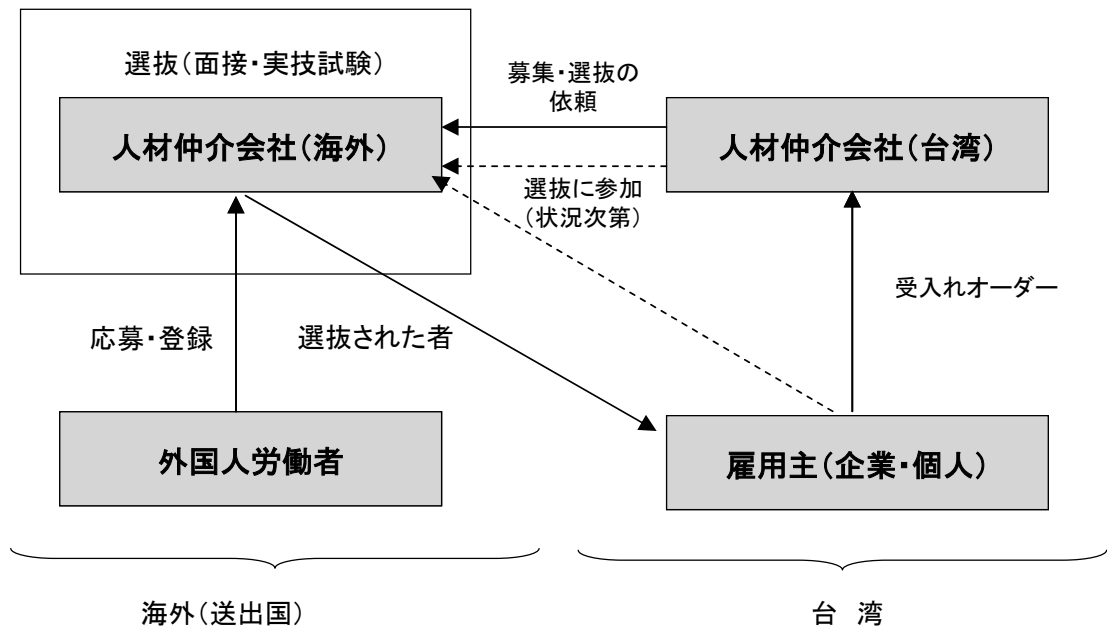 選抜（面接・実技試験）
募集・選抜の
依頼
人材仲介会社（海外）
人材仲介会社（台湾）
選抜に参加
（状況次第）
受入れオーダー
応募・登録
選抜された者
外国人労働者
雇用主（企業・個人）
海外（送出国）
台　湾